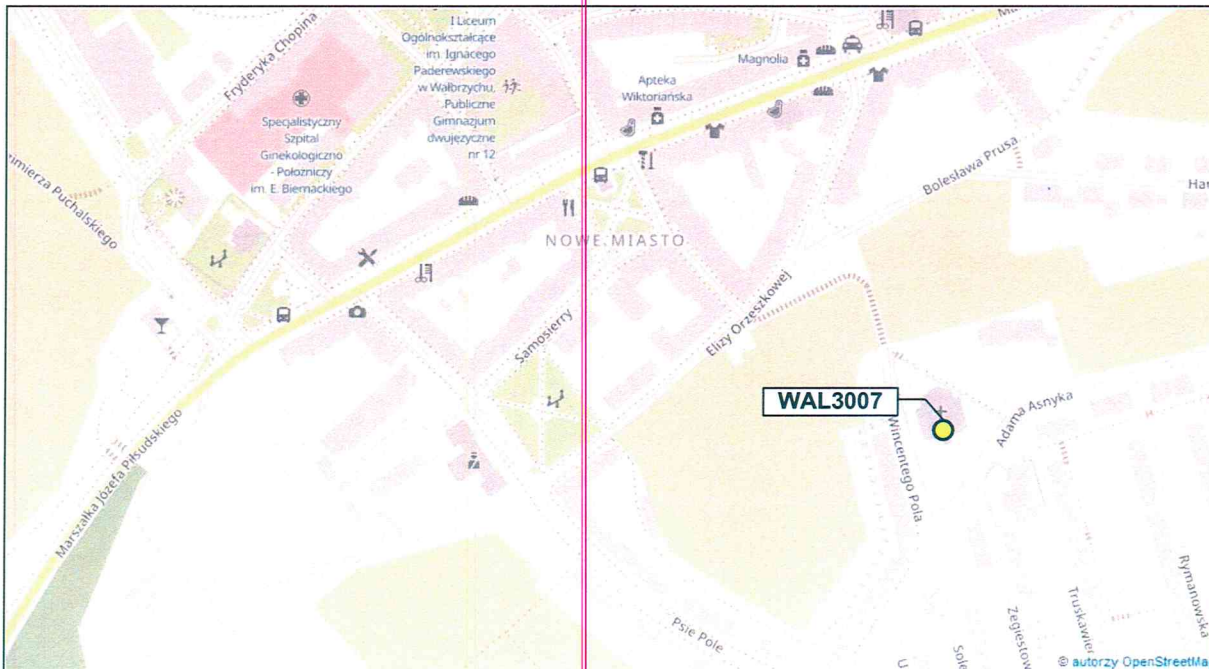 I Liceum
Ogólnokształcące
im. Ignacego
Paderewskiego
w Wałbrzychu,
Publiczne
Gimnazjum
dwujęzyczne
nr 12
Fryderyka Chopina
Specjalistyczny
Szpital
Ginekologiczno
- Położniczy
im. E. Biernackiego
Magnolia
Apteka
Wiktoriańska
Bolesława Prusa
Puchalskiego
NOWE MIASTO
Samosierry
Elizy Orzeszkowej
WAL3007
Adama Asnyka
Wincentego Pola
Marszałka Józefa Piłsudskiego
Psie Pole
Rymanowska
© autorzy OpenStreetMa